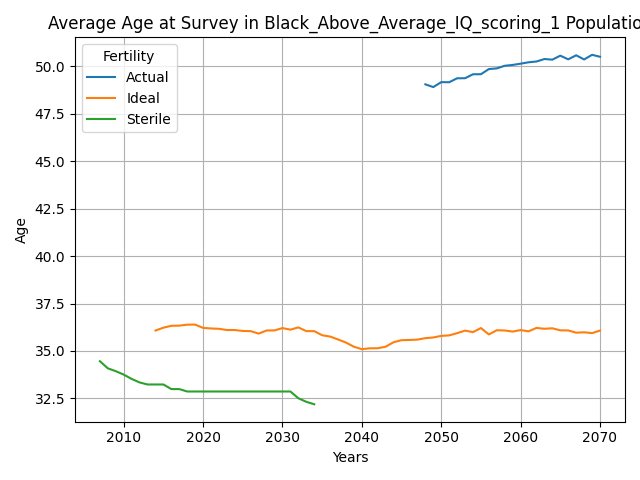 Average Age at Survey in Black_Above_Average_IQ_scoring_1 Populatio
Fertility
Actual
Ideal
Sterile
50.0
47.5
45.0
42.5
40.0
37.5
35.0
32.5
Age
2010 2020 2030 2040 2050 2060 2070
Years